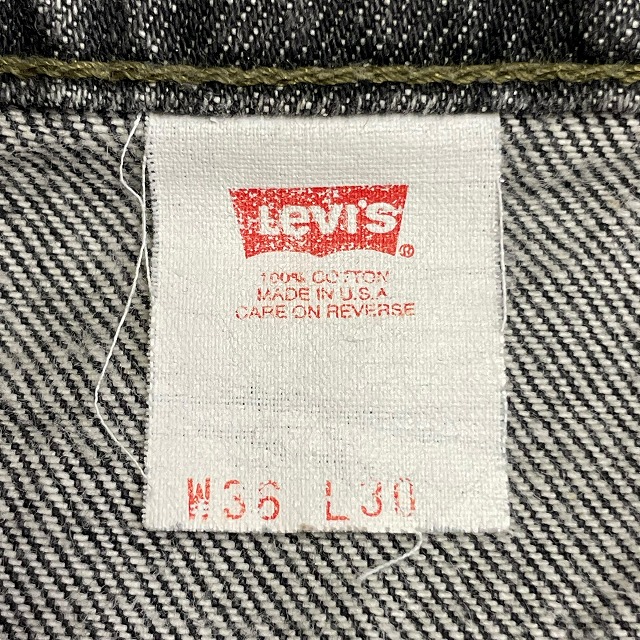 Levi's ®
100% COTTON
MADE IN U.S.A
CARE ON REVERSE
W36 L30